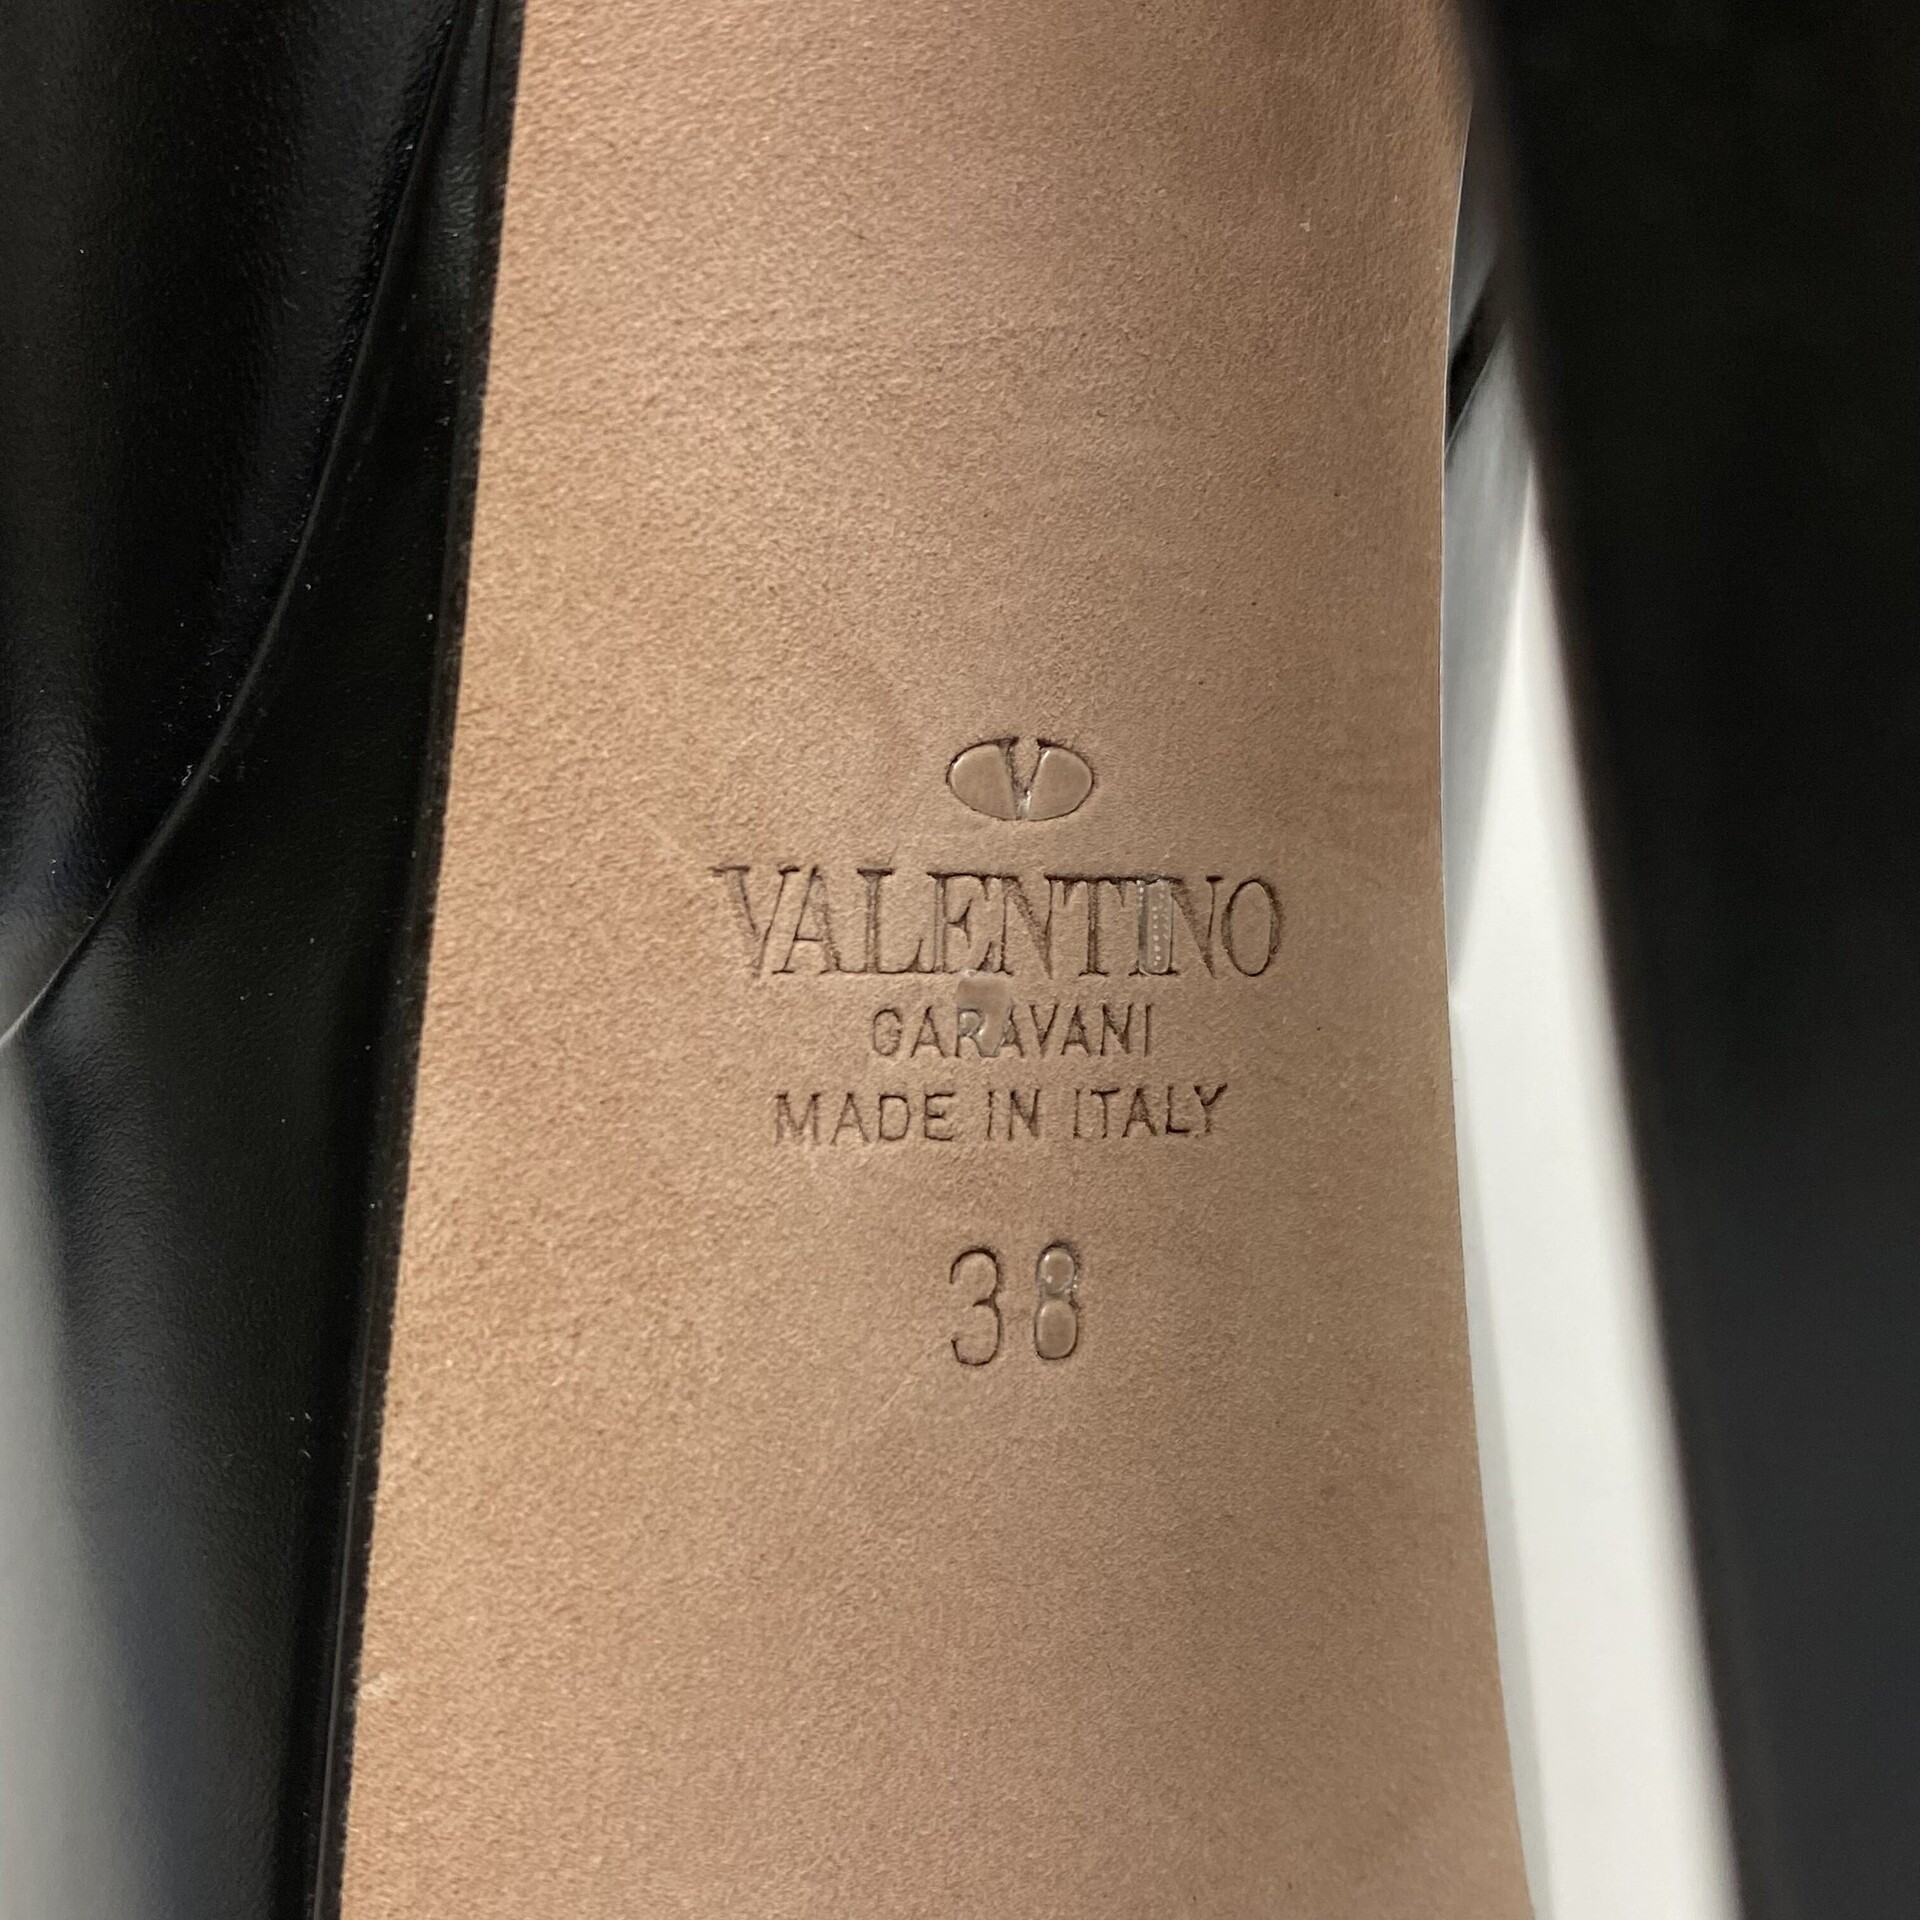 V
VALENTINO
GARAVANI
MADE IN ITALY
38